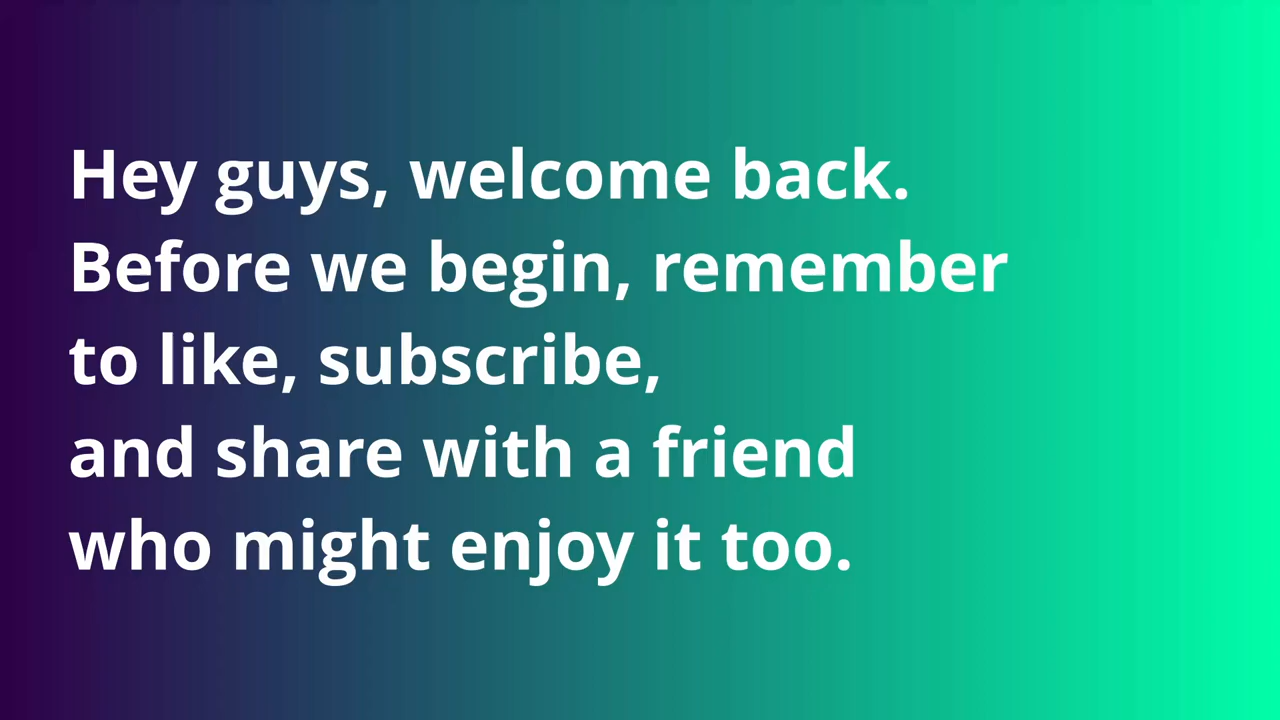 Hey guys, welcome back.
Before we begin, remember
to like, subscribe,
and share with a friend
who might enjoy it too.